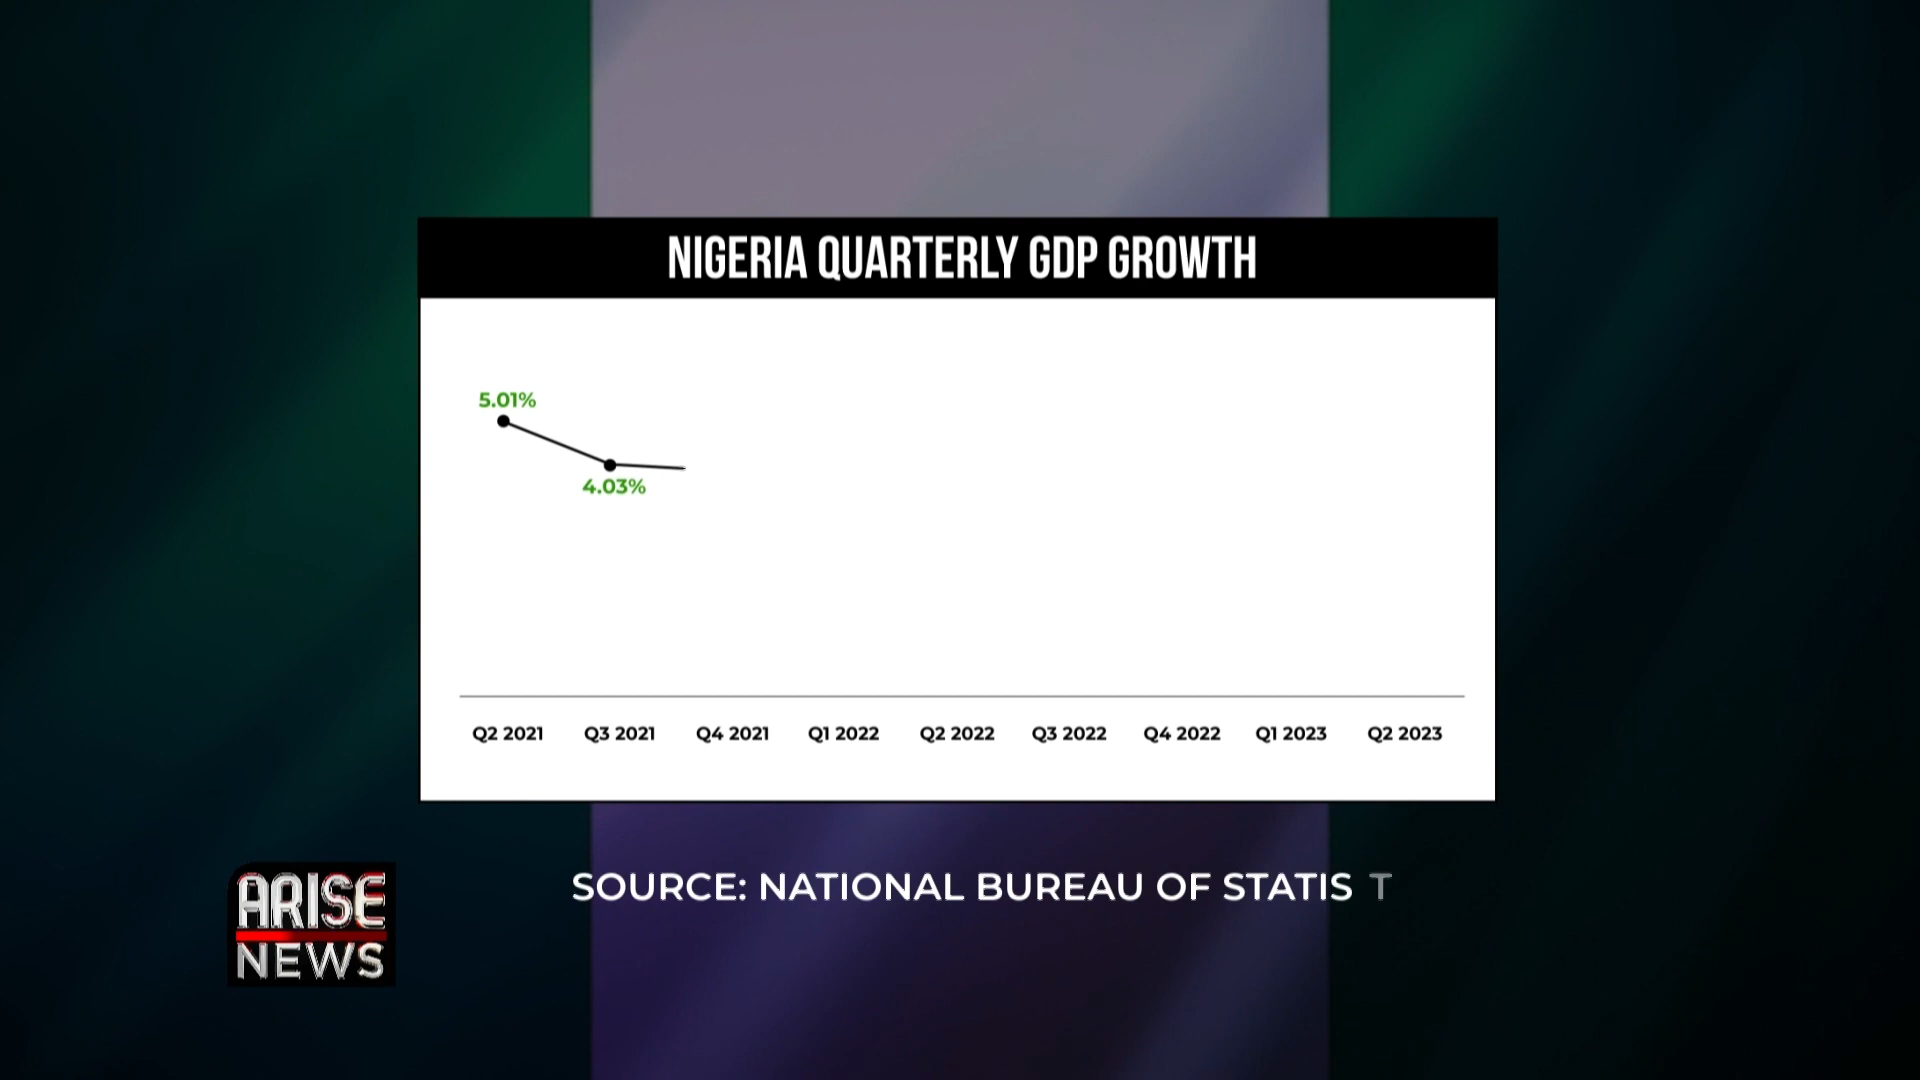 NIGERIA QUARTERLY GDP GROWTH
5.01%
4.03%
Q2 2021 Q3 2021 Q4 2021 Q1 2022 Q2 2022 Q3 2022 Q4 2022 Q1 2023 Q2 2023
SOURCE: NATIONAL BUREAU OF STATIS T
ARISE
NEWS